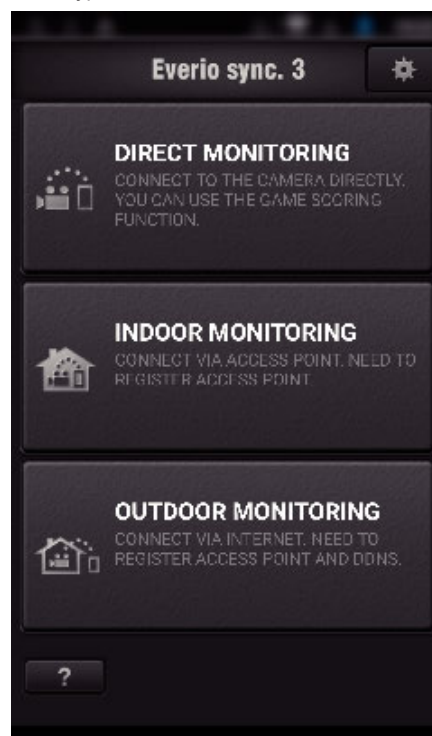 Everio sync. 3
DIRECT MONITORING
CONNECT TO THE CAMERA DIRECTLY.
YOU CAN USE THE GAME SCORING
FUNCTION.
INDOOR MONITORING
CONNECT VIA ACCESS POINT. NEED TO
REGISTER ACCESS POINT.
OUTDOOR MONITORING
CONNECT VIA INTERNET. NEED TO
REGISTER ACCESS POINT AND DDNS.
?